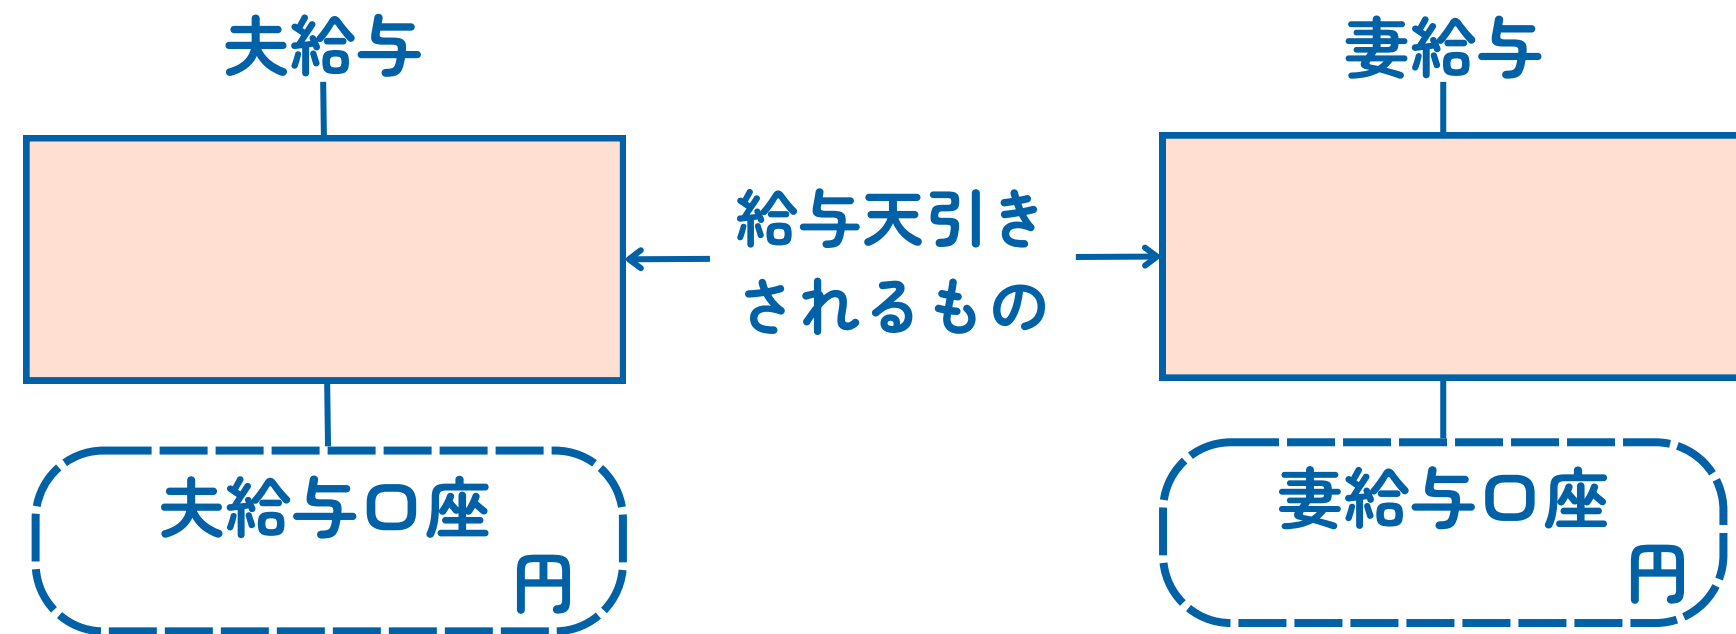 夫給与
妻給与
給与天引き
されるもの
夫給与口座
円
妻給与口座
円